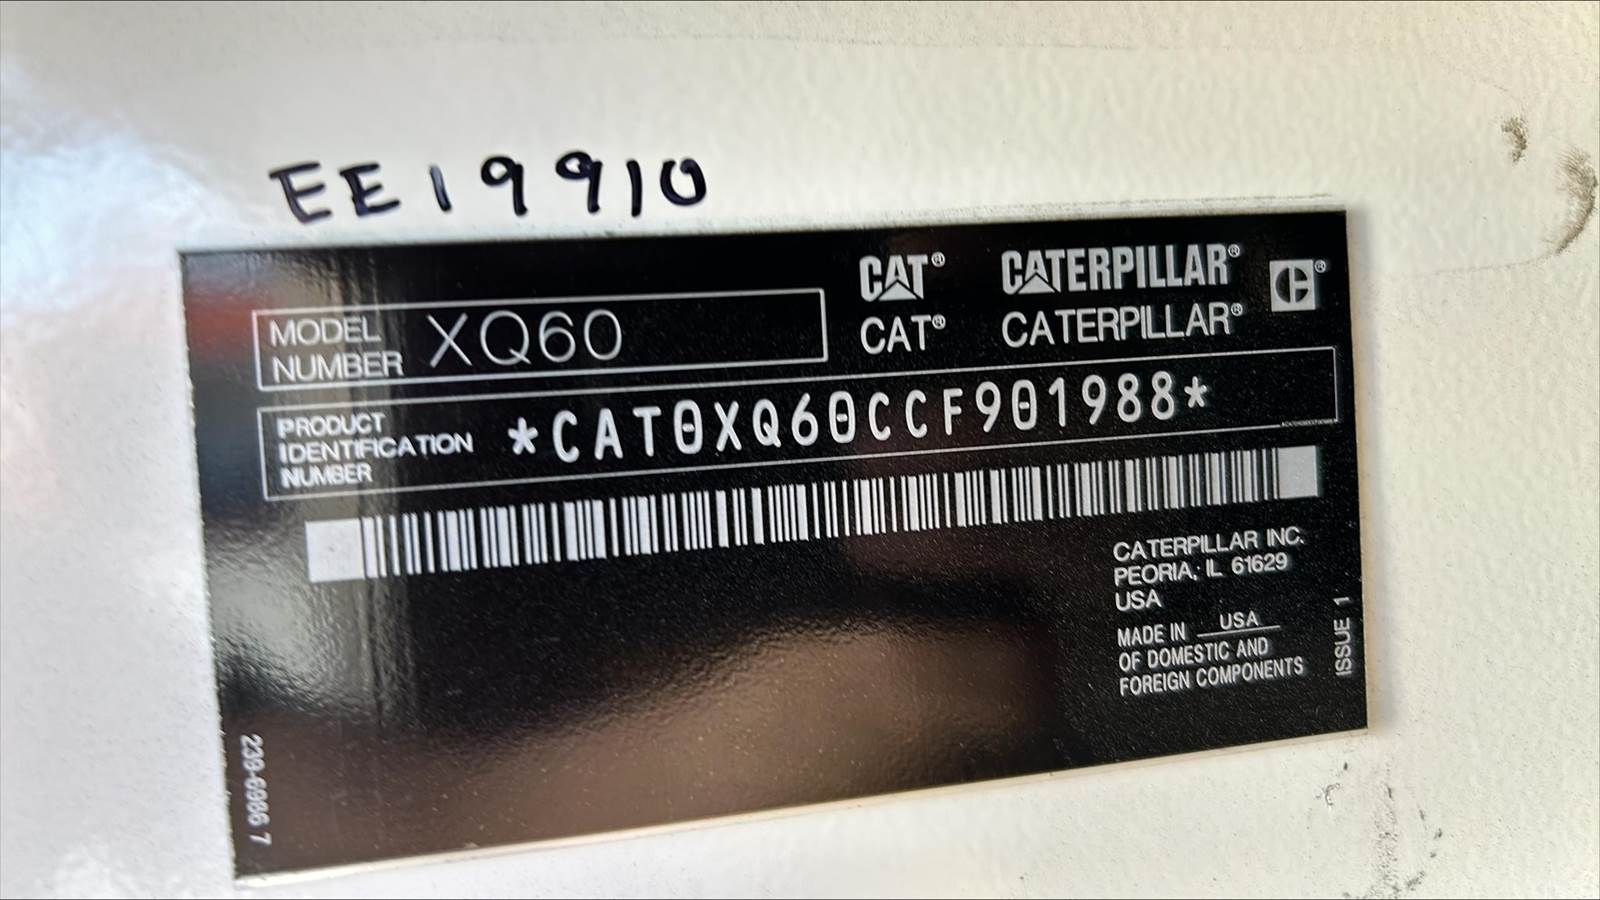 EE19910
MODEL NUMBER XQ60
CAT® CATERPILLAR®
CAT® CATERPILLAR®
PRODUCT IDENTIFICATION NUMBER *CAT0XQ60CCF901988*
CATERPILLAR INC.
PEORIA, IL 61629
USA
MADE IN USA
OF DOMESTIC AND
FOREIGN COMPONENTS
ISSUE 1
239-6986 7